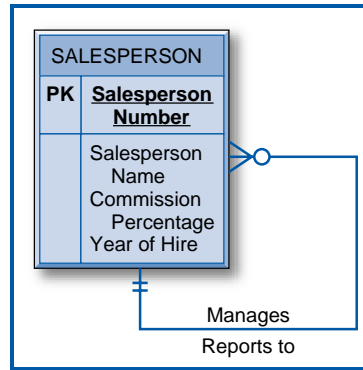 SALESPERSON
PK Salesperson
Number
Salesperson
Name
Commission
Percentage
Year of Hire
Manages
Reports to